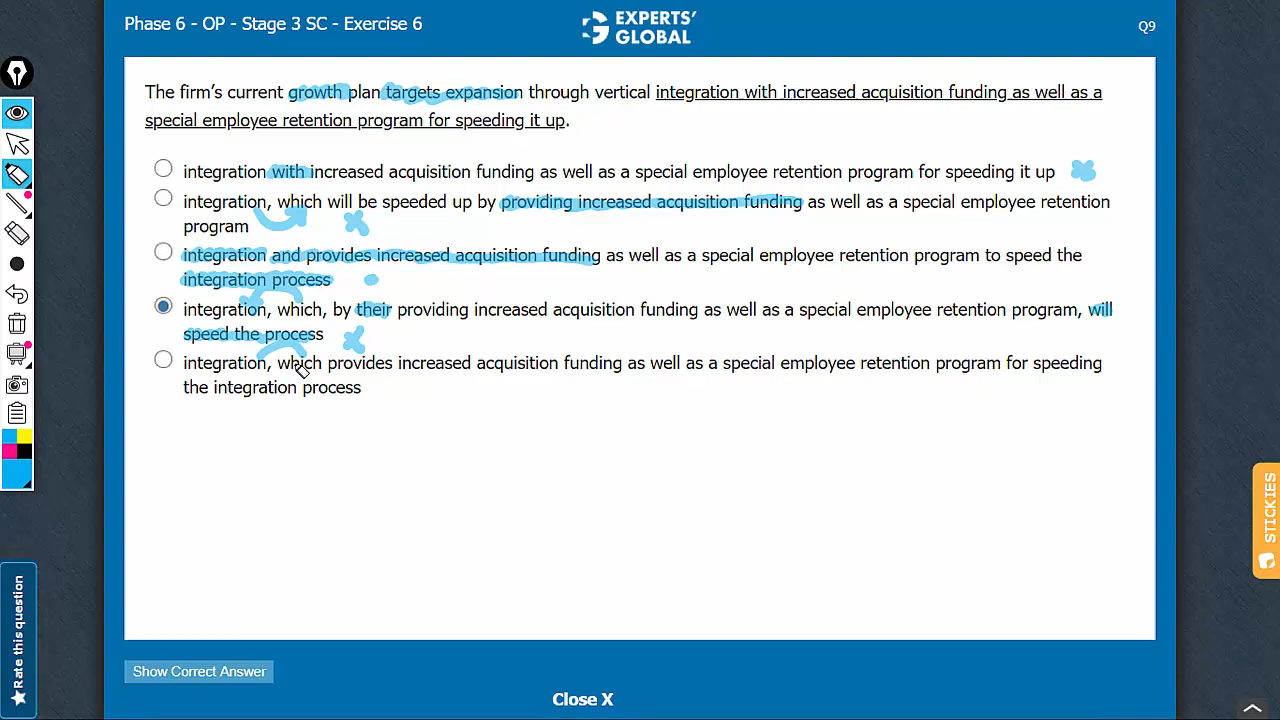 Phase 6 - OP - Stage 3 SC - Exercise 6
EXPERTS'
GLOBAL
Q9
The firm's current growth plan targets expansion through vertical integration with increased acquisition funding as well as a
special employee retention program for speeding it up.
integration with increased acquisition funding as well as a special employee retention program for speeding it up
integration, which will be speeded up by providing increased acquisition funding as well as a special employee retention
program
integration and provides increased acquisition funding as well as a special employee retention program to speed the
integration process
integration, which, by their providing increased acquisition funding as well as a special employee retention program, will
speed the process
integration, which provides increased acquisition funding as well as a special employee retention program for speeding
the integration process
STICKIES
Rate this question
Show Correct Answer
Close X